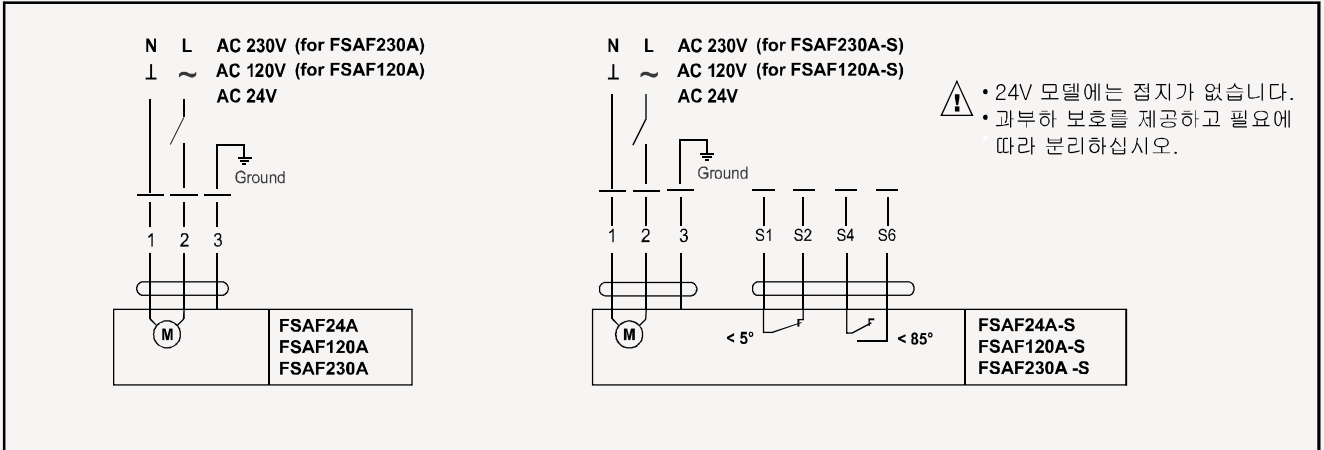 N L AC 230V (for FSAF230A)
⊥ ~ AC 120V (for FSAF120A)
AC 24V
Ground
1 2 3
M
FSAF24A
FSAF120A
FSAF230A
N L AC 230V (for FSAF230A-S)
⊥ ~ AC 120V (for FSAF120A-S)
AC 24V
Ground
1 2 3 S1 S2 S4 S6
M
< 5° < 85°
FSAF24A-S
FSAF120A-S
FSAF230A -S
• 24V 모델에는 접지가 없습니다.
• 과부하 보호를 제공하고 필요에
따라 분리하십시오.